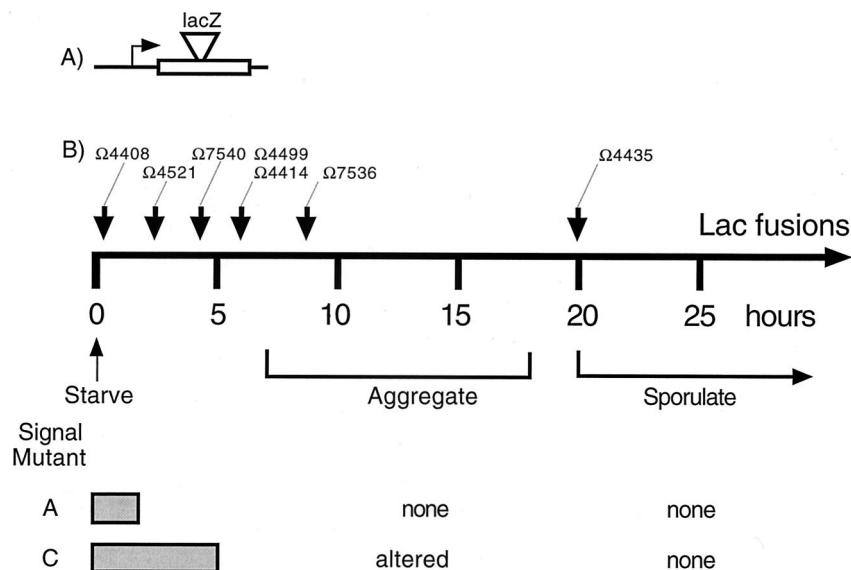 lacZ
A)
B)
Ω4408
Ω7540 Ω4499
Ω4435
Ω4521
Ω4414
Ω7536
Lac fusions
0 5 10 15 20 25 hours
Starve
Aggregate
Sporulate
Signal
Mutant
A none none
C altered none